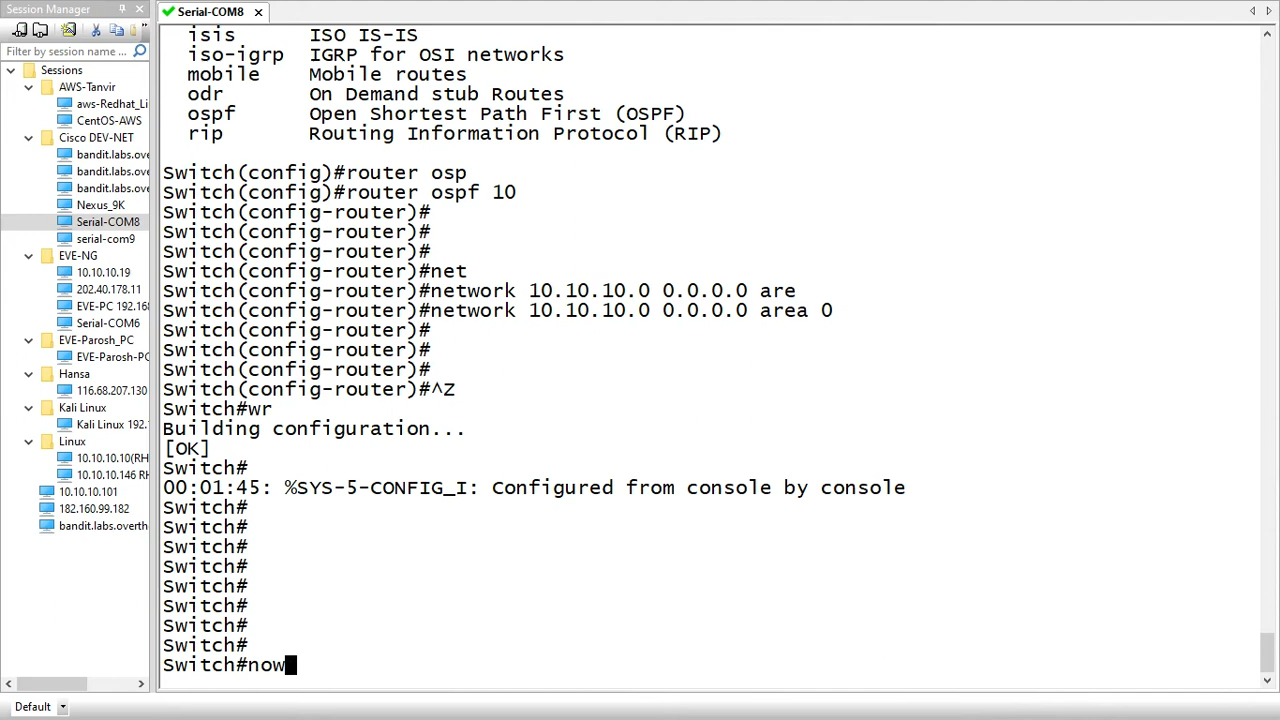 Session Manager
Filter by session name ...
Sessions
AWS-Tanvir
aws-Redhat_Li
CentOS-AWS
Cisco DEV-NET
bandit.labs.ove
bandit.labs.ove
bandit.labs.ove
Nexus_9K
Serial-COM8
serial-com9
EVE-NG
10.10.10.19
202.40.178.11
EVE-PC 192.168
Serial-COM6
EVE-Parosh_PC
EVE-Parosh-PC
Hansa
116.68.207.130
Kali Linux
Kali Linux 192.
Linux
10.10.10.10(RH
10.10.10.146 RH
10.10.10.101
182.160.99.182
bandit.labs.overth
Default
Serial-COM8
isis ISO IS-IS
iso-igrp IGRP for OSI networks
mobile Mobile routes
odr On Demand stub Routes
ospf Open Shortest Path First (OSPF)
rip Routing Information Protocol (RIP)
Switch(config)#router osp
Switch(config)#router ospf 10
Switch(config-router)#
Switch(config-router)#
Switch(config-router)#
Switch(config-router)#net
Switch(config-router)#network 10.10.10.0 0.0.0.0 are
Switch(config-router)#network 10.10.10.0 0.0.0.0 area 0
Switch(config-router)#
Switch(config-router)#
Switch(config-router)#
Switch(config-router)#^Z
Switch#wr
Building configuration...
[OK]
Switch#
00:01:45: %SYS-5-CONFIG_I: Configured from console by console
Switch#
Switch#
Switch#
Switch#
Switch#
Switch#
Switch#
Switch#
Switch#now